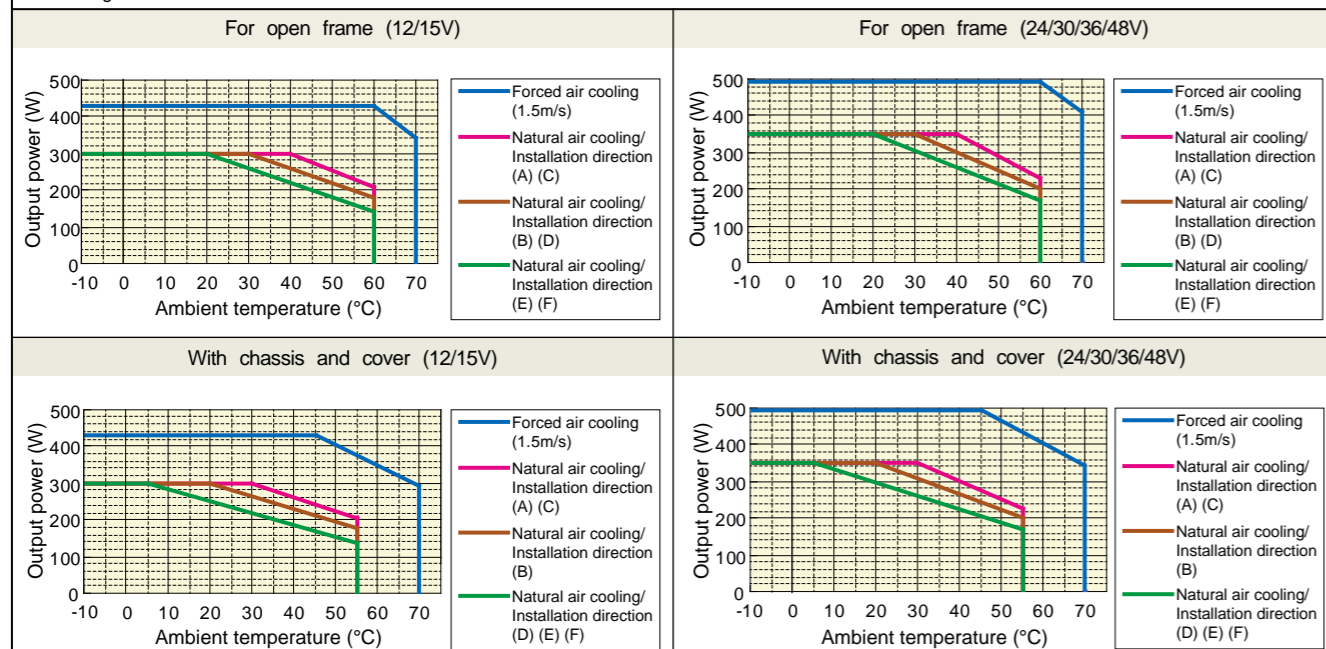 For open frame (12/15V)
500
400
300
200
100
0
Output power (W)
-10 0 10 20 30 40 50 60 70
Ambient temperature (°C)
Forced air cooling
(1.5m/s)
Natural air cooling/
Installation direction
(A) (C)
Natural air cooling/
Installation direction
(B) (D)
Natural air cooling/
Installation direction
(E) (F)
For open frame (24/30/36/48V)
500
400
300
200
100
0
Output power (W)
-10 0 10 20 30 40 50 60 70
Ambient temperature (°C)
Forced air cooling
(1.5m/s)
Natural air cooling/
Installation direction
(A) (C)
Natural air cooling/
Installation direction
(B) (D)
Natural air cooling/
Installation direction
(E) (F)
With chassis and cover (12/15V)
500
400
300
200
100
0
Output power (W)
-10 0 10 20 30 40 50 60 70
Ambient temperature (°C)
Forced air cooling
(1.5m/s)
Natural air cooling/
Installation direction
(A) (C)
Natural air cooling/
Installation direction
(B)
Natural air cooling/
Installation direction
(D) (E) (F)
With chassis and cover (24/30/36/48V)
500
400
300
200
100
0
Output power (W)
-10 0 10 20 30 40 50 60 70
Ambient temperature (°C)
Forced air cooling
(1.5m/s)
Natural air cooling/
Installation direction
(A) (C)
Natural air cooling/
Installation direction
(B)
Natural air cooling/
Installation direction
(D) (E) (F)